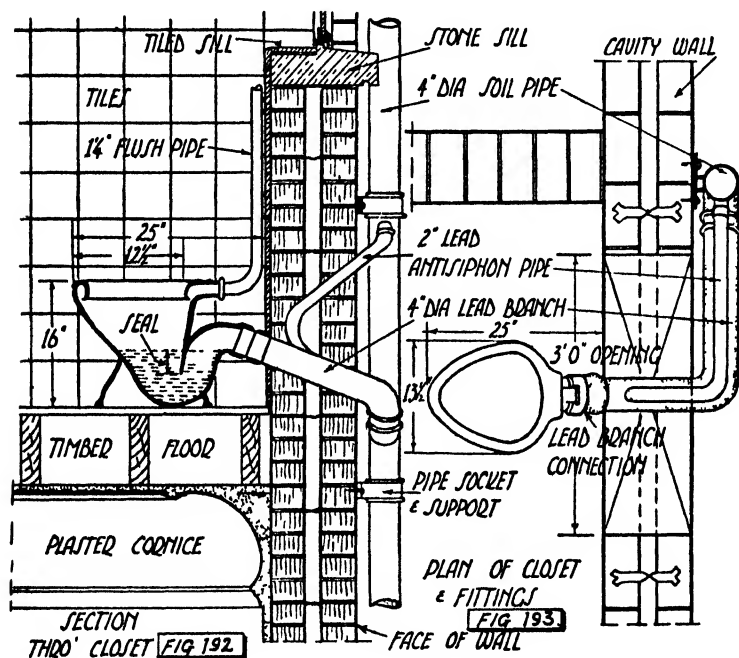 TILED SILL
STONE SILL
CAVITY WALL
TILES
4" DIA SOIL PIPE
1¼" FLUSH PIPE
25"
12½"
2" LEAD
ANTISIPHON PIPE
4" DIA LEAD BRANCH
25"
16"
SEAL
3'0" OPENING
13½"
LEAD BRANCH
CONNECTION
TIMBER FLOOR
PIPE SOCKET
& SUPPORT
PLASTER CORNICE
PLAN OF CLOSET
& FITTINGS
FIG 193
SECTION
THRO' CLOSET FIG 192
FACE OF WALL